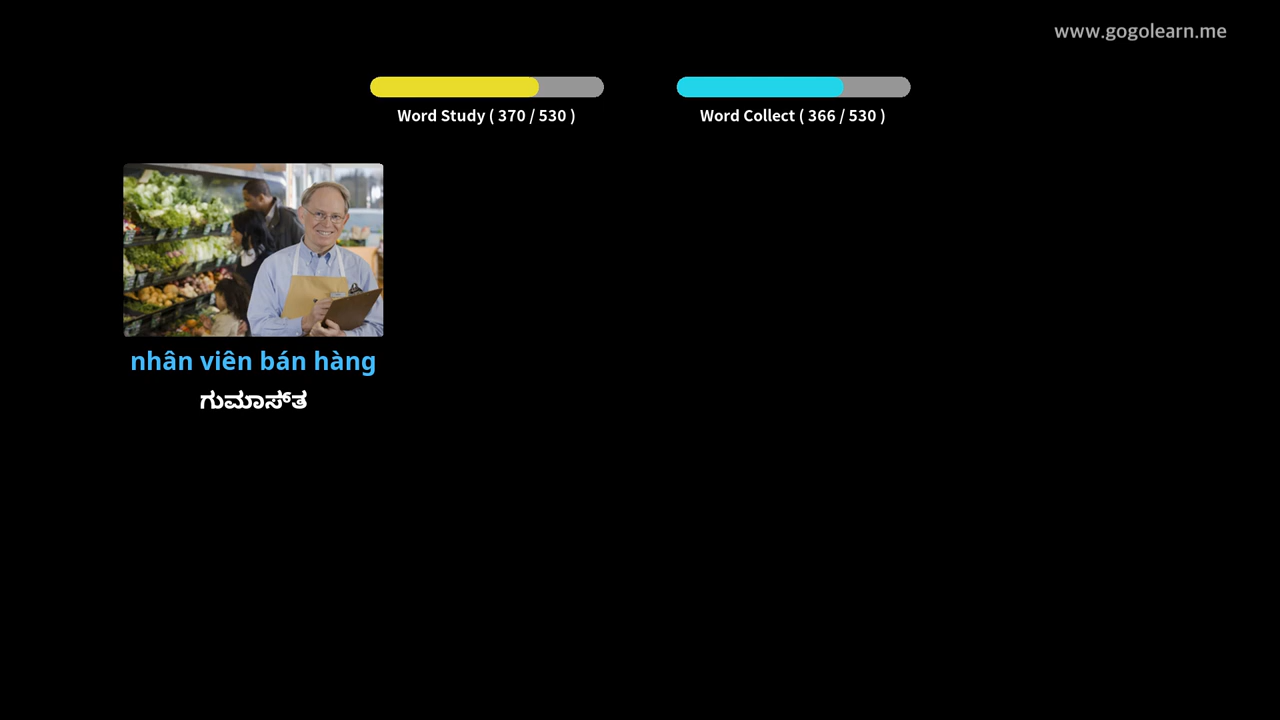 www.gogolearn.me
Word Study ( 370 / 530 )
Word Collect ( 366 / 530 )
nhân viên bán hàng
ಗುಮಾಸ್‌ತ